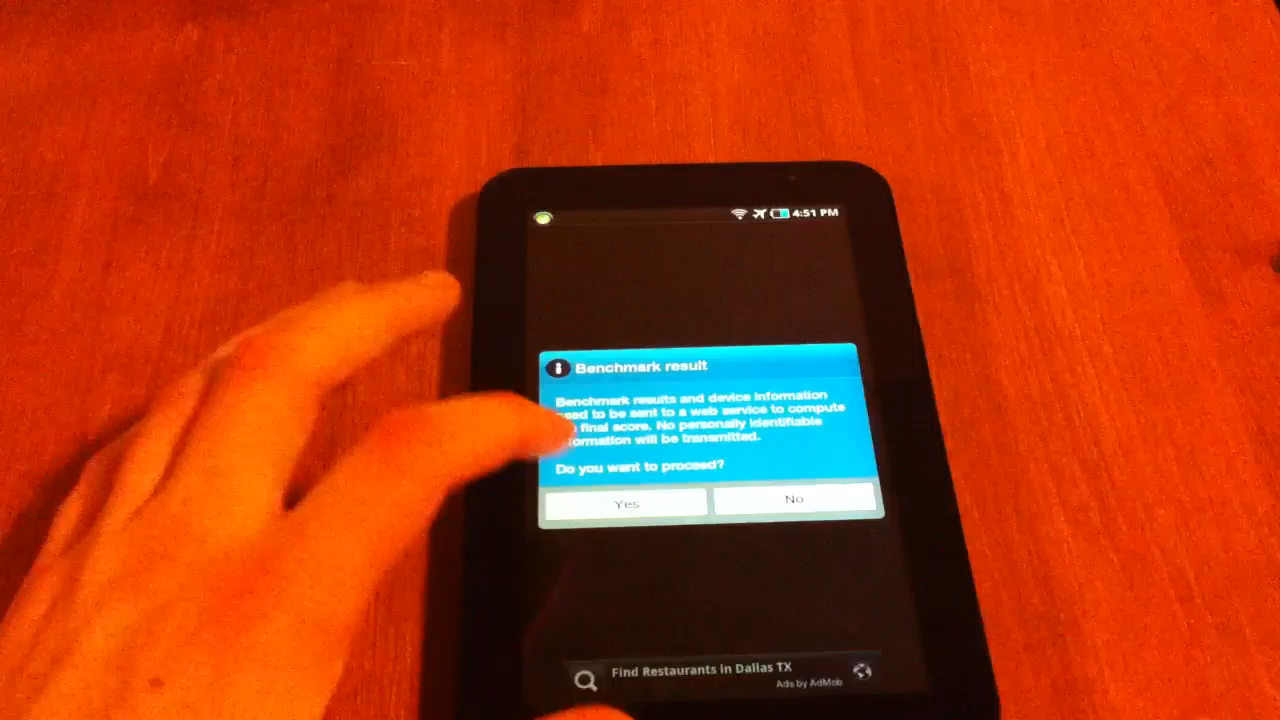 4:51 PM
Benchmark result
Benchmark results and device information
need to be sent to a web service to compute
final score. No personally identifiable
information will be transmitted.
Do you want to proceed?
Yes
No
Find Restaurants in Dallas TX
Ads by AdMob